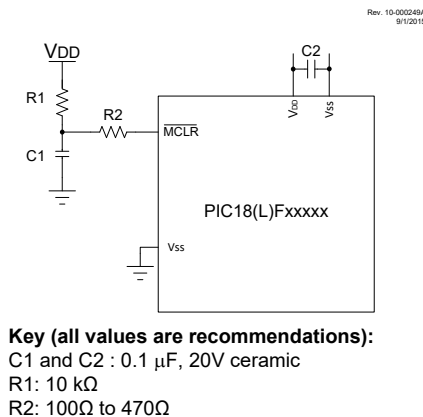 Rev. 10-000249A
9/1/2015
VDD
C2
R1
R2
VDD
Vss
MCLR
C1
PIC18(L)Fxxxxx
Vss
Key (all values are recommendations):
C1 and C2 : 0.1 μF, 20V ceramic
R1: 10 kΩ
R2: 100Ω to 470Ω